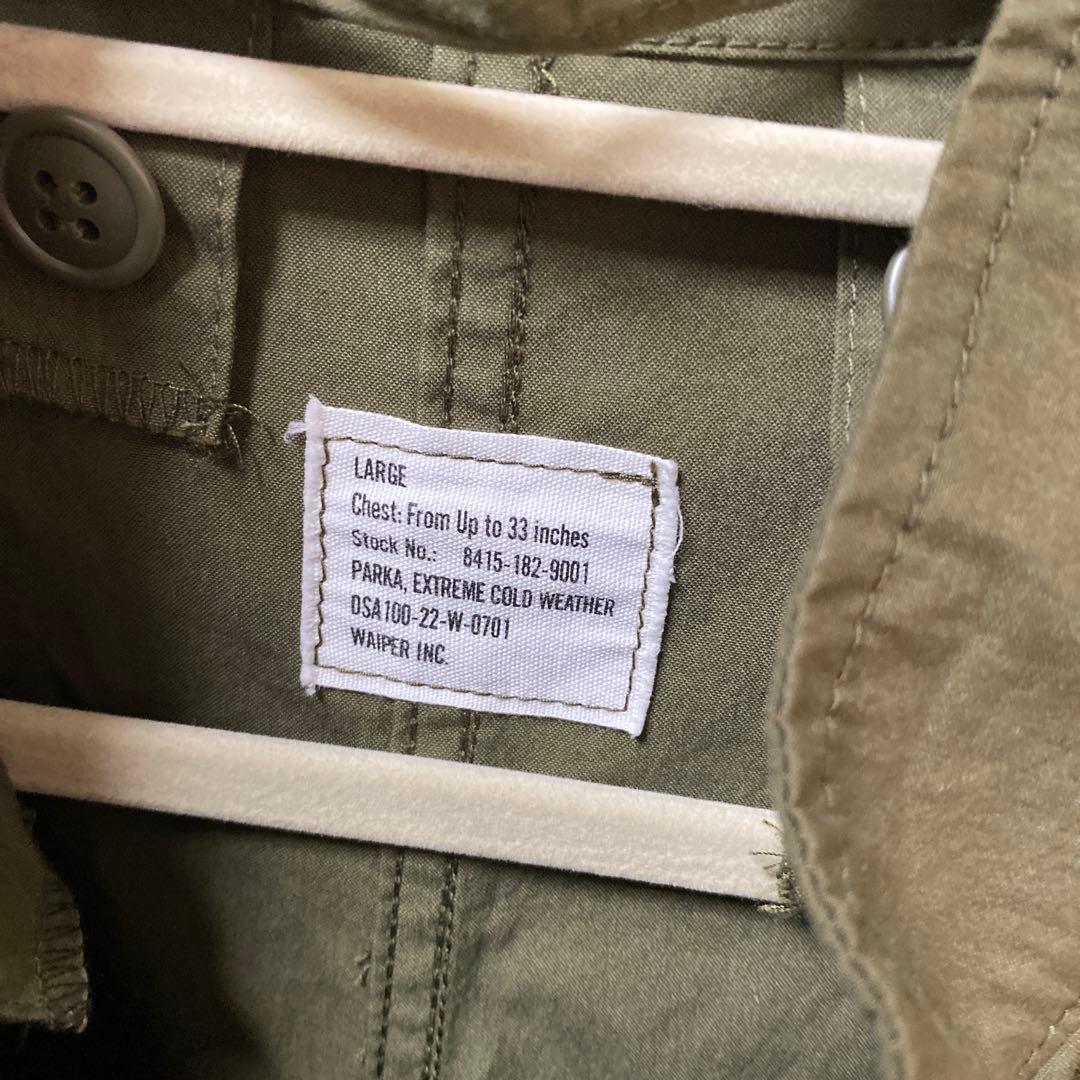 LARGE
Chest: From Up to 33 inches
Stock No.: 8415-182-9001
PARKA, EXTREME COLD WEATHER
DSA100-22-W-0701
WAIPER INC.